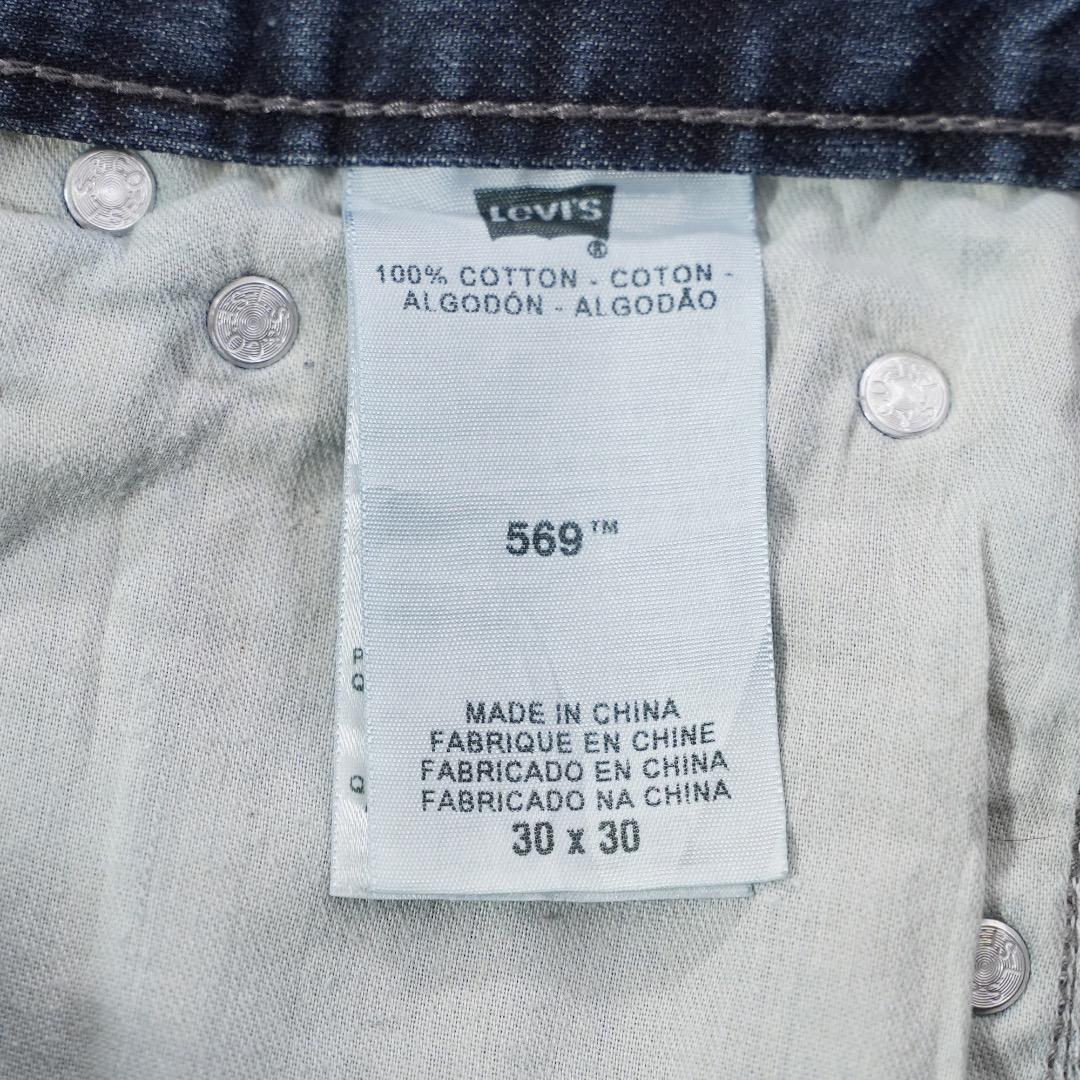 LEVI'S
®
100% COTTON - COTON -
ALGODÓN - ALGODÃO
569™
MADE IN CHINA
FABRIQUE EN CHINE
FABRICADO EN CHINA
FABRICADO NA CHINA
30 x 30